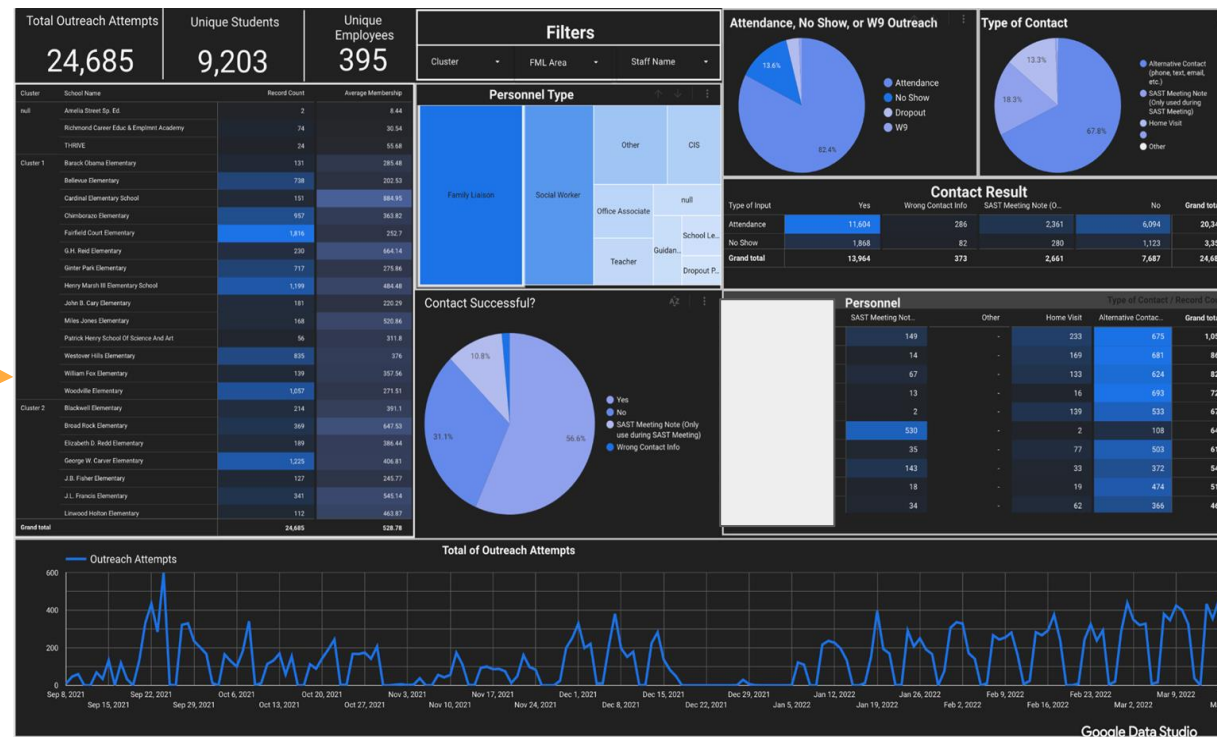 Total Outreach Attempts
24,685
Unique Students
9,203
Unique
Employees
395
Cluster School Name Record Count Average Membership
null Amelia Street Sp. Ed. 2 8.44
Richmond Career Educ & Emplmnt Academy 74 30.54
THRIVE 24 55.68
Cluster 1 Barack Obama Elementary 131 285.48
Bellevue Elementary 738 202.53
Cardinal Elementary School 151 884.95
Chimborazo Elementary 957 363.82
Fairfield Court Elementary 1,816 252.7
G.H. Reid Elementary 230 664.14
Ginter Park Elementary 717 275.86
Henry Marsh III Elementary School 1,199 484.48
John B. Cary Elementary 181 220.29
Miles Jones Elementary 168 520.86
Patrick Henry School Of Science And Art 56 311.8
Westover Hills Elementary 835 376
William Fox Elementary 139 357.56
Woodville Elementary 1,057 271.51
Cluster 2 Blackwell Elementary 214 391.1
Broad Rock Elementary 369 647.53
Elizabeth D. Redd Elementary 189 386.44
George W. Carver Elementary 1,225 406.81
J.B. Fisher Elementary 127 245.77
J.L. Francis Elementary 341 545.14
Linwood Holton Elementary 112 463.87
Grand total 24,685 528.78
Filters
Cluster FML Area Staff Name
Personnel Type
Family Liaison
Social Worker
Other
CIS
Office Associate
null
School Le...
Guidan...
Teacher
Dropout P...
Contact Successful?
10.8%
31.1%
56.6%
Yes
No
SAST Meeting Note (Only
use during SAST Meeting)
Wrong Contact Info
Attendance, No Show, or W9 Outreach
13.6%
82.4%
Attendance
No Show
Dropout
W9
Type of Contact
13.3%
18.3%
67.8%
Alternative Contact
(phone, text, email,
etc.)
SAST Meeting Note
(Only used during
SAST Meeting)
Home Visit
Other
Contact Result
Type of Input Yes Wrong Contact Info SAST Meeting Note (O... No Grand tota
Attendance 11,604 286 2,361 6,094 20,34
No Show 1,868 82 280 1,123 3,35
Grand total 13,964 373 2,661 7,687 24,68
Personnel
Type of Contact / Record Co
SAST Meeting Not... Other Home Visit Alternative Contac... Grand tota
149 - 233 675 1,05
14 - 169 681 86
67 - 133 624 82
13 - 16 693 72
2 - 139 533 67
530 - 2 108 64
35 - 77 503 61
143 - 33 372 54
18 - 19 474 51
34 - 62 366 46
Total of Outreach Attempts
Outreach Attempts
600
400
200
0
Sep 8, 2021 Sep 22, 2021 Oct 6, 2021 Oct 20, 2021 Nov 3, 2021 Nov 17, 2021 Dec 1, 2021 Dec 15, 2021 Dec 29, 2021 Jan 12, 2022 Jan 26, 2022 Feb 9, 2022 Feb 23, 2022 Mar 9, 2022
Sep 15, 2021 Sep 29, 2021 Oct 13, 2021 Oct 27, 2021 Nov 10, 2021 Nov 24, 2021 Dec 8, 2021 Dec 22, 2021 Jan 5, 2022 Jan 19, 2022 Feb 2, 2022 Feb 16, 2022 Mar 2, 2022 M
Google Data Studio